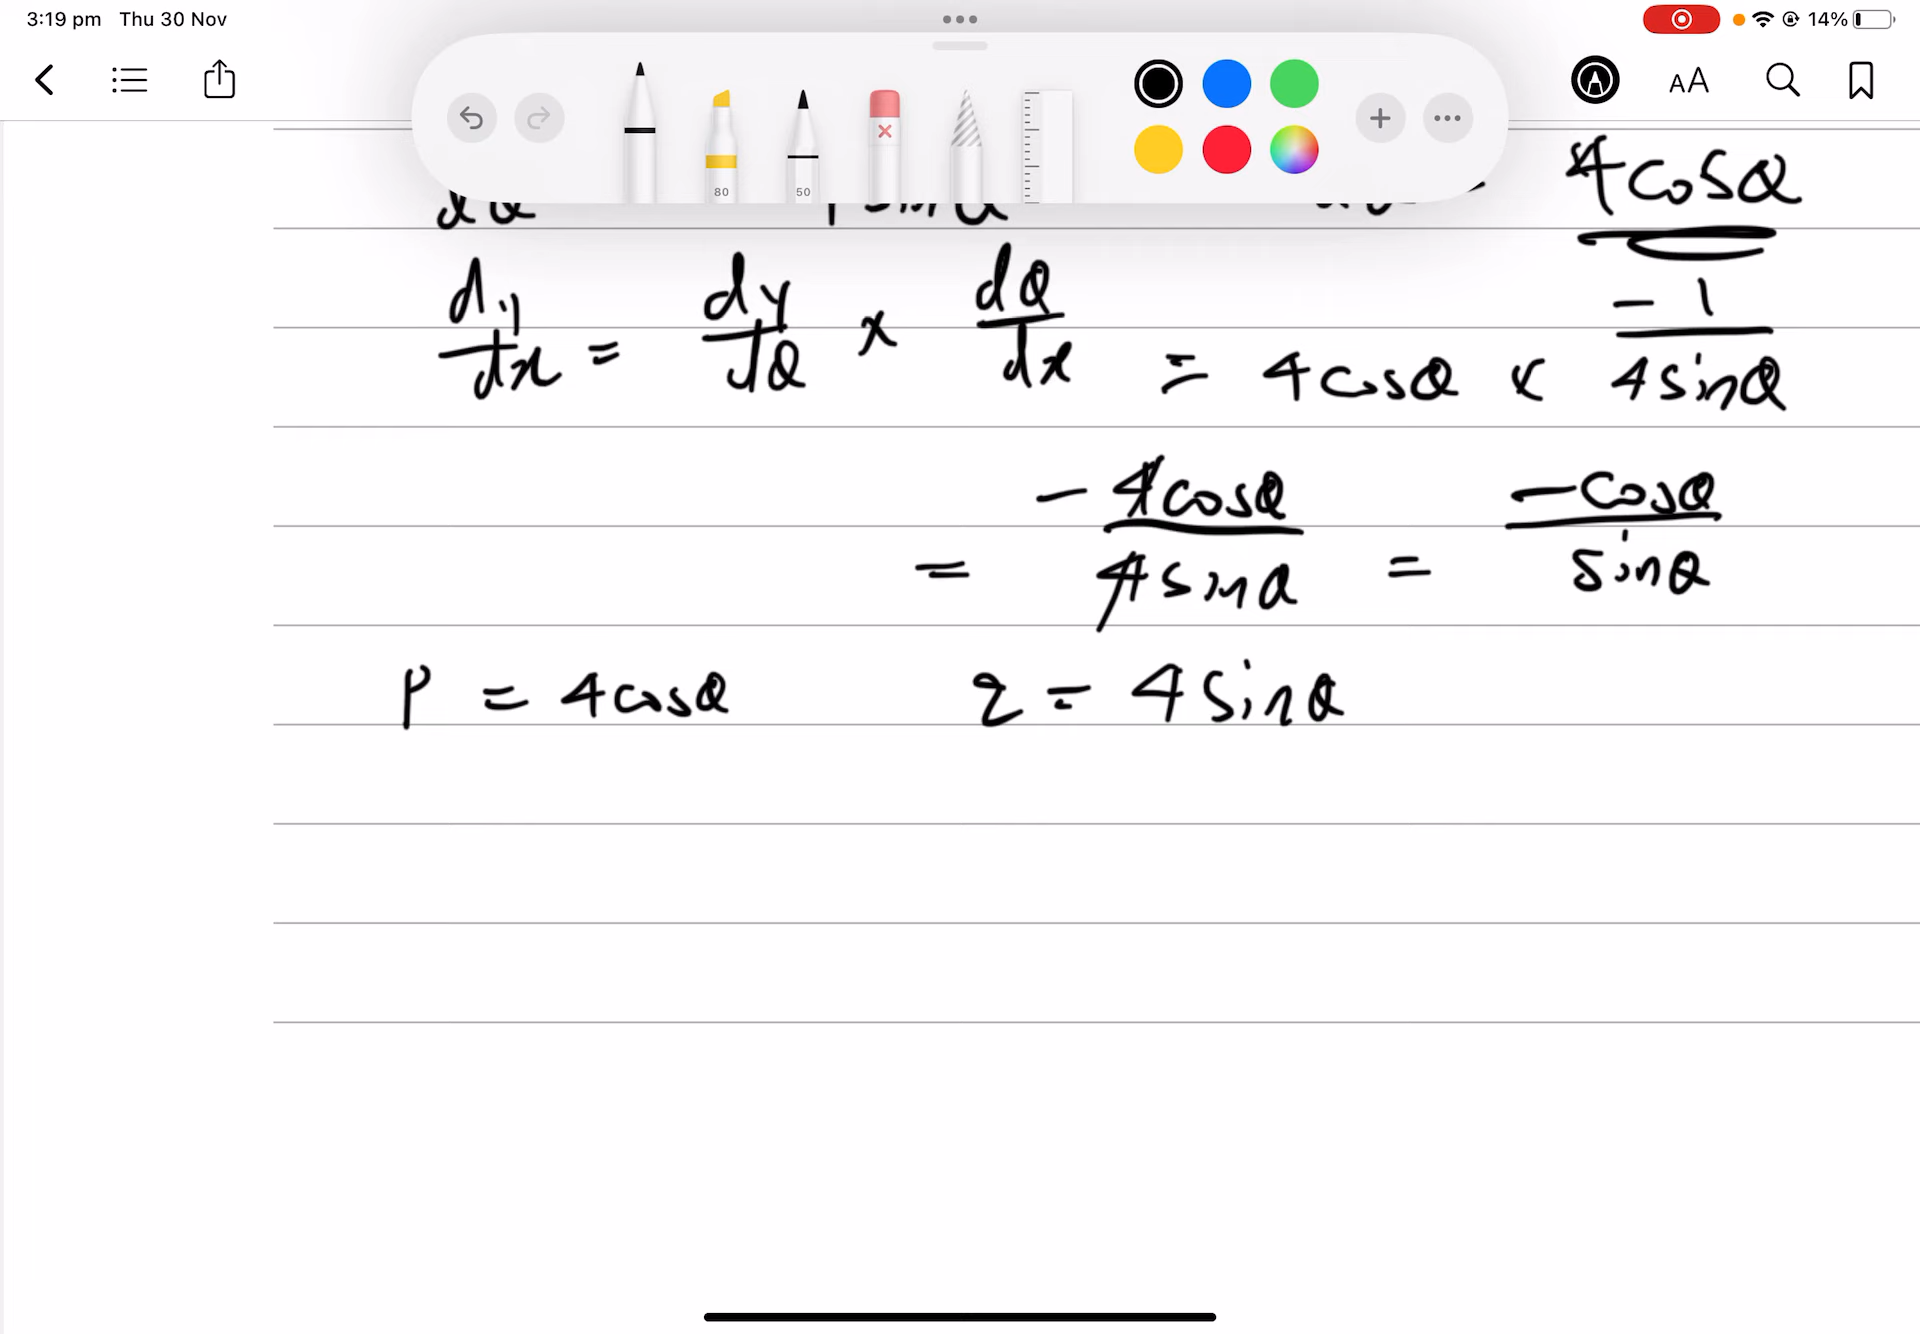 3:19 pm Thu 30 Nov 14%
80 50
AA
4cosθ
dy/dx = dy/dθ × dθ/dx = 4cosθ × -1/4sinθ
= -4cosθ/4sinθ = -cosθ/sinθ
P = 4cosθ q = 4sinθ